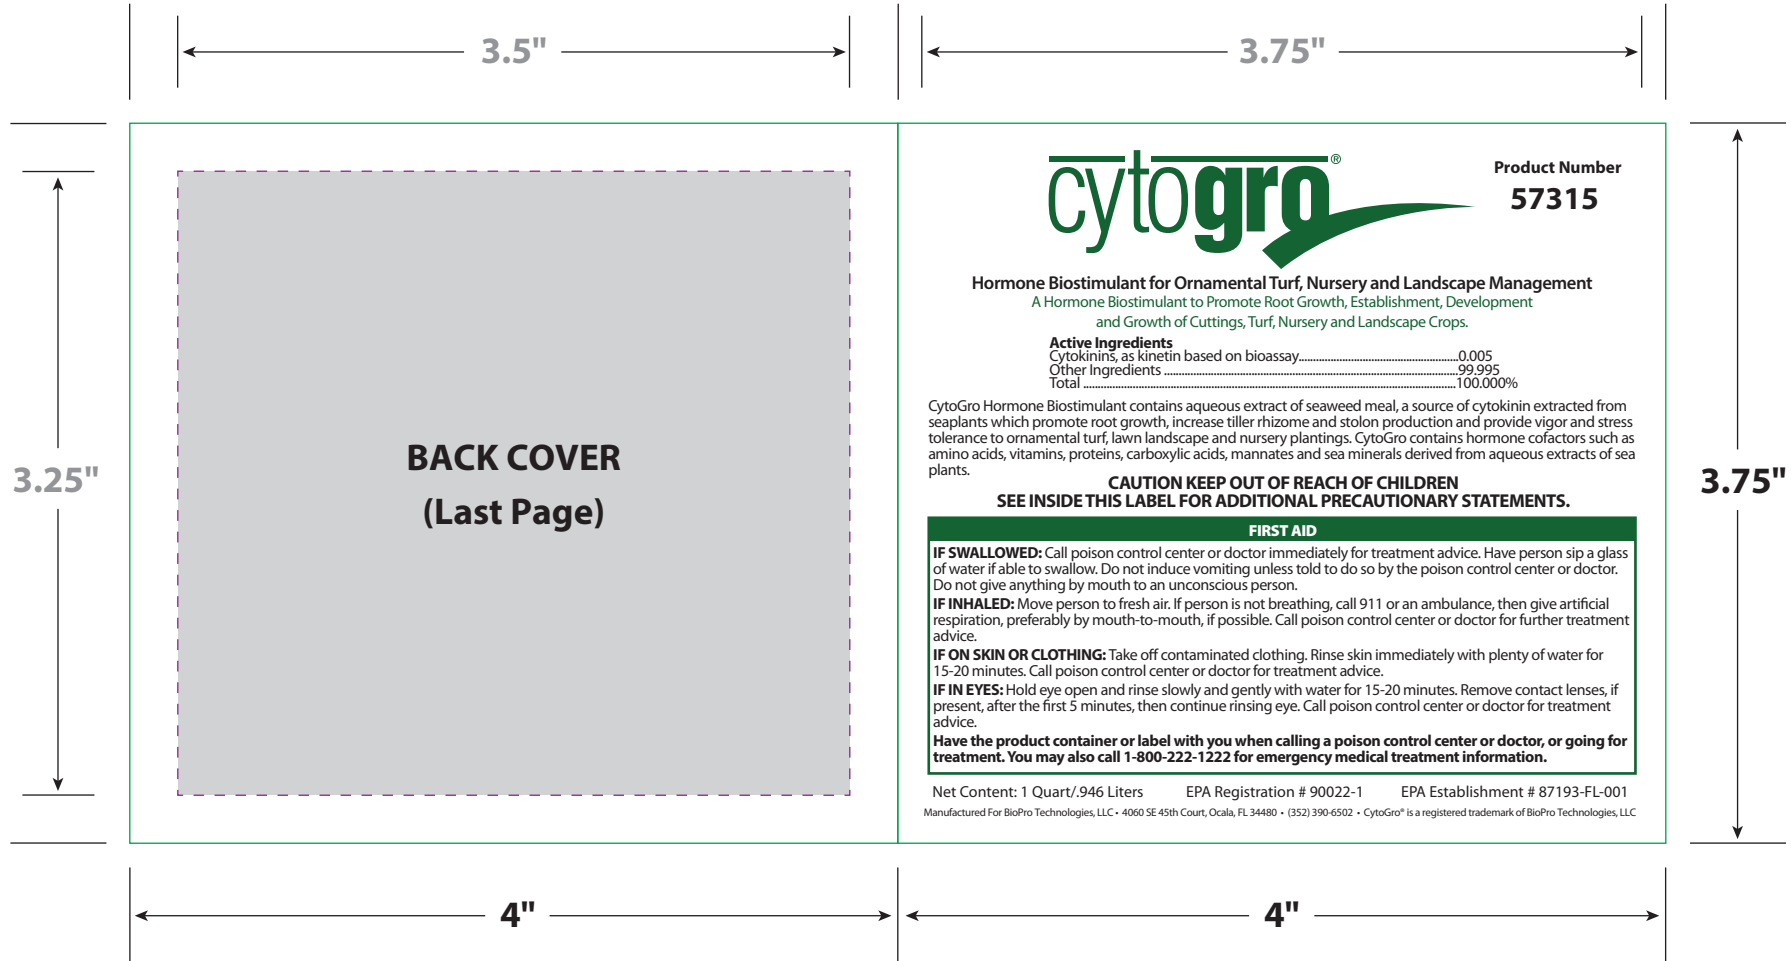 3.5"
3.75"
3.25"
BACK COVER
(Last Page)
cytogro®
Product Number
57315
Hormone Biostimulant for Ornamental Turf, Nursery and Landscape Management
A Hormone Biostimulant to Promote Root Growth, Establishment, Development
and Growth of Cuttings, Turf, Nursery and Landscape Crops.
Active Ingredients
Cytokinins, as kinetin based on bioassay.......................................................0.005
Other Ingredients .....................................................................................................99.995
Total ................................................................................................................................100.000%
CytoGro Hormone Biostimulant contains aqueous extract of seaweed meal, a source of cytokinin extracted from
seaplants which promote root growth, increase tiller rhizome and stolon production and provide vigor and stress
tolerance to ornamental turf, lawn landscape and nursery plantings. CytoGro contains hormone cofactors such as
amino acids, vitamins, proteins, carboxylic acids, mannates and sea minerals derived from aqueous extracts of sea
plants.
CAUTION KEEP OUT OF REACH OF CHILDREN
SEE INSIDE THIS LABEL FOR ADDITIONAL PRECAUTIONARY STATEMENTS.
FIRST AID
IF SWALLOWED: Call poison control center or doctor immediately for treatment advice. Have person sip a glass
of water if able to swallow. Do not induce vomiting unless told to do so by the poison control center or doctor.
Do not give anything by mouth to an unconscious person.
IF INHALED: Move person to fresh air. If person is not breathing, call 911 or an ambulance, then give artificial
respiration, preferably by mouth-to-mouth, if possible. Call poison control center or doctor for further treatment
advice.
IF ON SKIN OR CLOTHING: Take off contaminated clothing. Rinse skin immediately with plenty of water for
15-20 minutes. Call poison control center or doctor for treatment advice.
IF IN EYES: Hold eye open and rinse slowly and gently with water for 15-20 minutes. Remove contact lenses, if
present, after the first 5 minutes, then continue rinsing eye. Call poison control center or doctor for treatment
advice.
Have the product container or label with you when calling a poison control center or doctor, or going for
treatment. You may also call 1-800-222-1222 for emergency medical treatment information.
Net Content: 1 Quart/.946 Liters EPA Registration # 90022-1 EPA Establishment # 87193-FL-001
Manufactured For BioPro Technologies, LLC • 4060 SE 45th Court, Ocala, FL 34480 • (352) 390-6502 • CytoGro® is a registered trademark of BioPro Technologies, LLC
3.75"
4"
4"